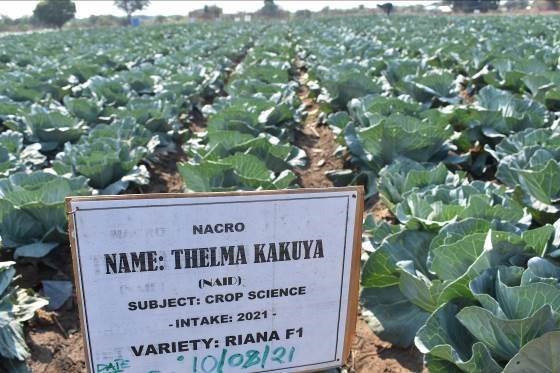 NACRO
NAME: THELMA KAKUYA
(NAID)
SUBJECT: CROP SCIENCE
- INTAKE: 2021 -
VARIETY: RIANA F1
DATE : 10/08/21